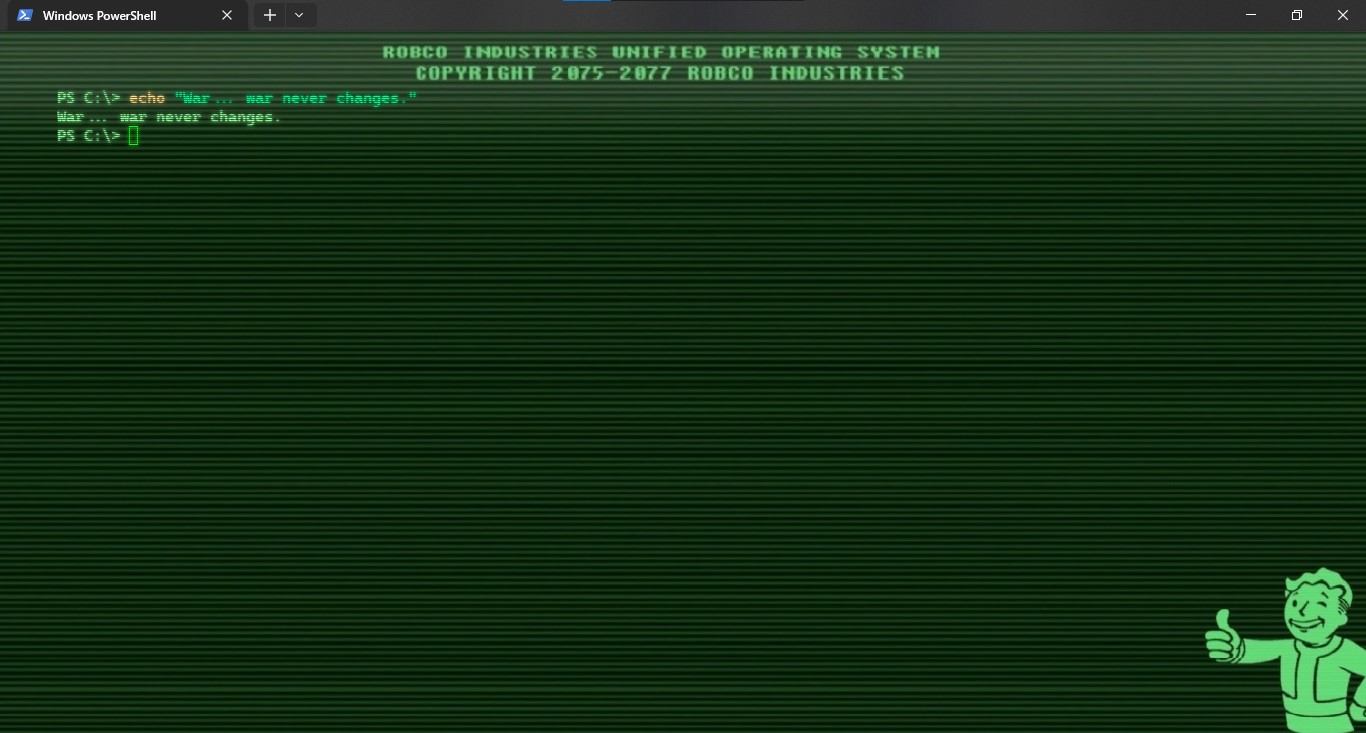 Windows PowerShell
ROBCO INDUSTRIES UNIFIED OPERATING SYSTEM
COPYRIGHT 2075-2077 ROBCO INDUSTRIES
PS C:\> echo "War... war never changes."
War... war never changes.
PS C:\>